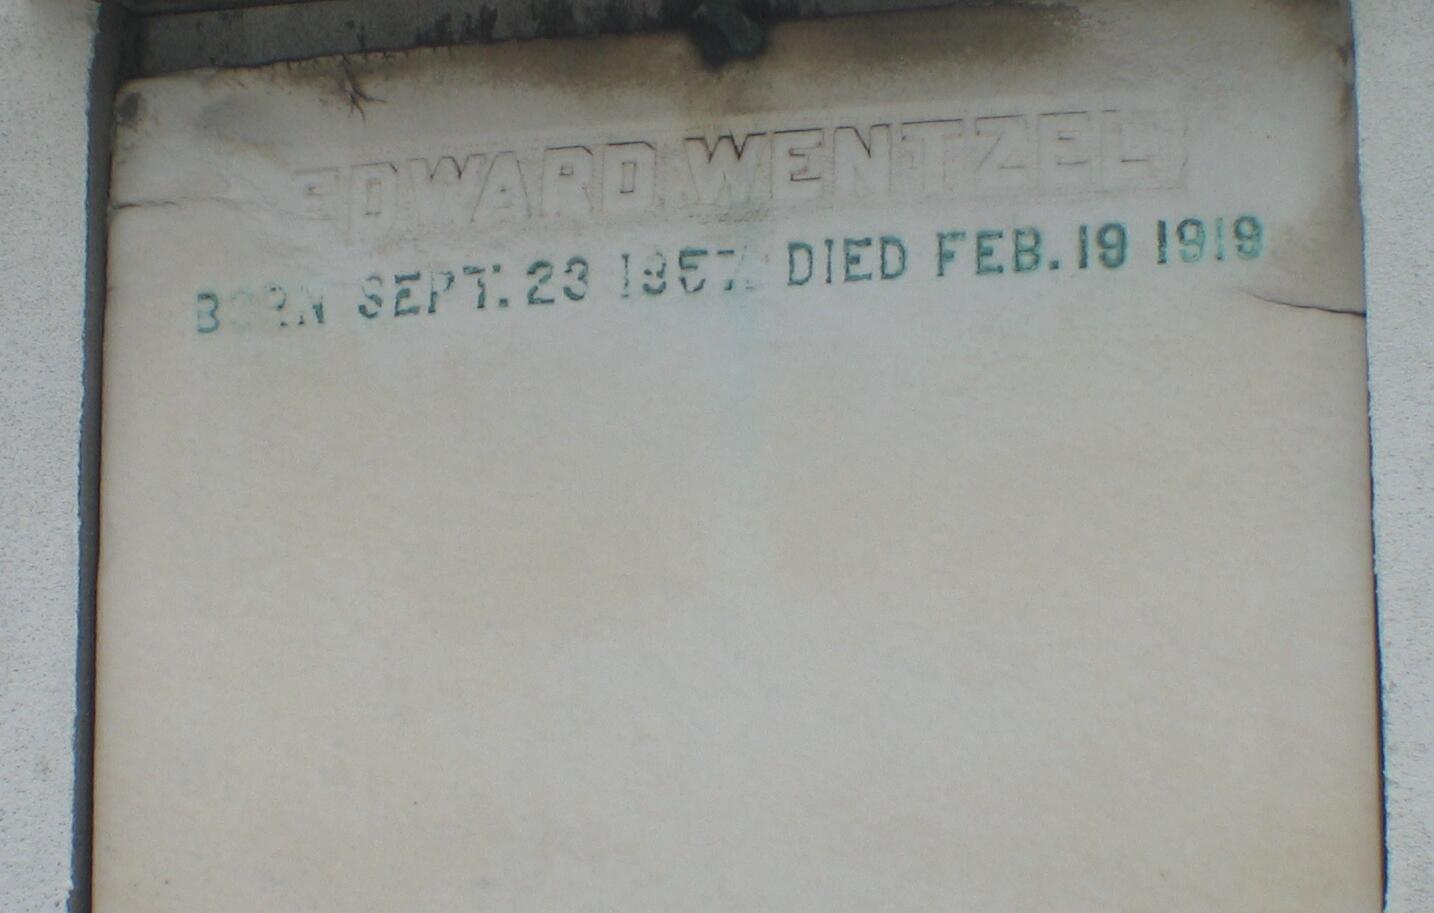 EDWARD WENTZEL
BORN SEPT. 23 1857 DIED FEB. 19 1919